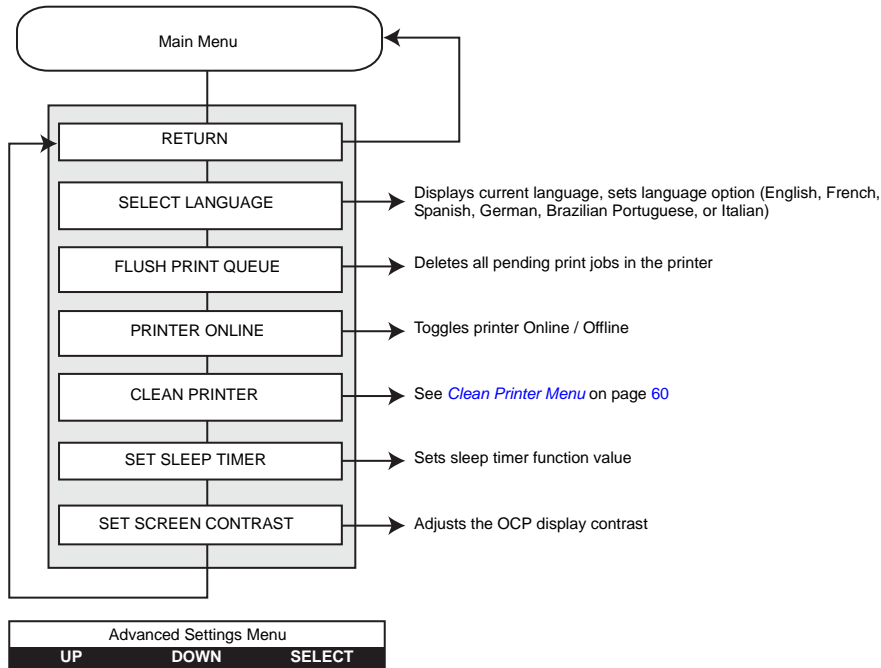 Main Menu
RETURN
SELECT LANGUAGE
Displays current language, sets language option (English, French,
Spanish, German, Brazilian Portuguese, or Italian)
FLUSH PRINT QUEUE
Deletes all pending print jobs in the printer
PRINTER ONLINE
Toggles printer Online / Offline
CLEAN PRINTER
See Clean Printer Menu on page 60
SET SLEEP TIMER
Sets sleep timer function value
SET SCREEN CONTRAST
Adjusts the OCP display contrast
Advanced Settings Menu
UP DOWN SELECT